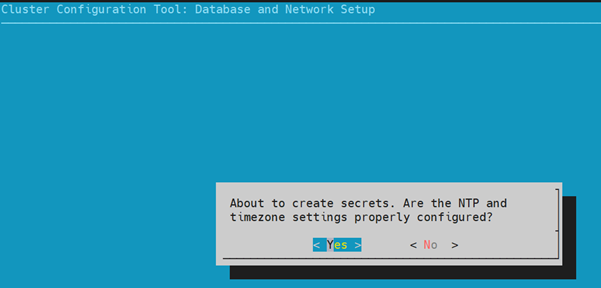 Cluster Configuration Tool: Database and Network Setup
About to create secrets. Are the NTP and
timezone settings properly configured?
< Yes > < No >